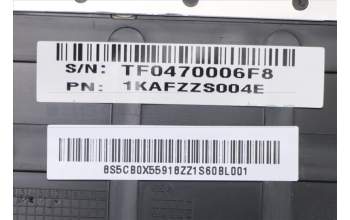 S/N: TF0470006F8
PN: 1KAFZZS004E
8S5CB0X55918ZZ1S60BL001